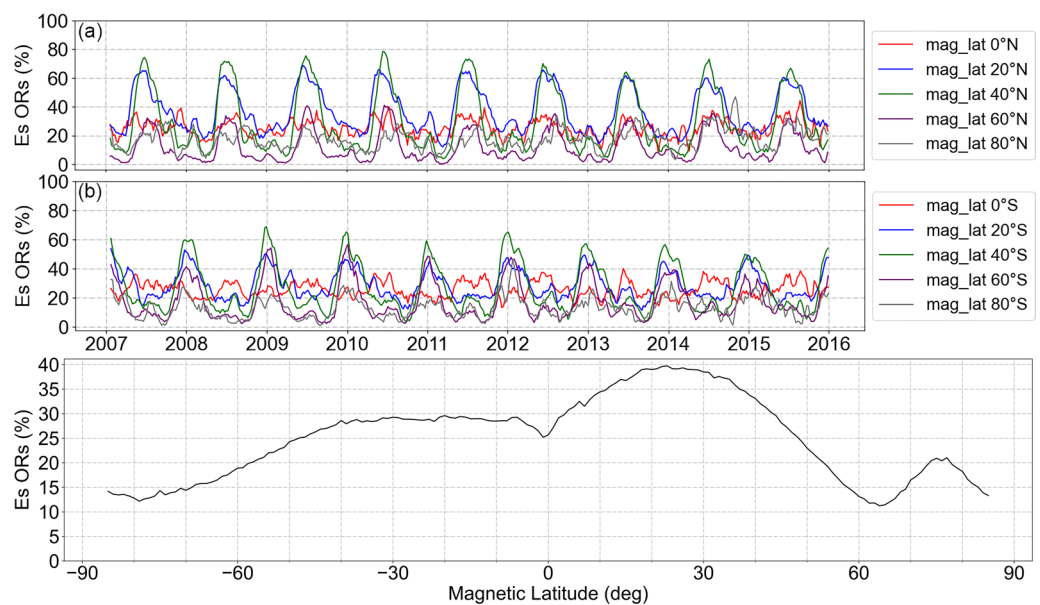 100
80
60
40
20
0
Es ORs (%)
(a)
mag_lat 0°N
mag_lat 20°N
mag_lat 40°N
mag_lat 60°N
mag_lat 80°N
100
80
60
40
20
0
Es ORs (%)
(b)
mag_lat 0°S
mag_lat 20°S
mag_lat 40°S
mag_lat 60°S
mag_lat 80°S
2007 2008 2009 2010 2011 2012 2013 2014 2015 2016
40
35
30
25
20
15
10
5
0
Es ORs (%)
−90 −60 −30 0 30 60 90
Magnetic Latitude (deg)